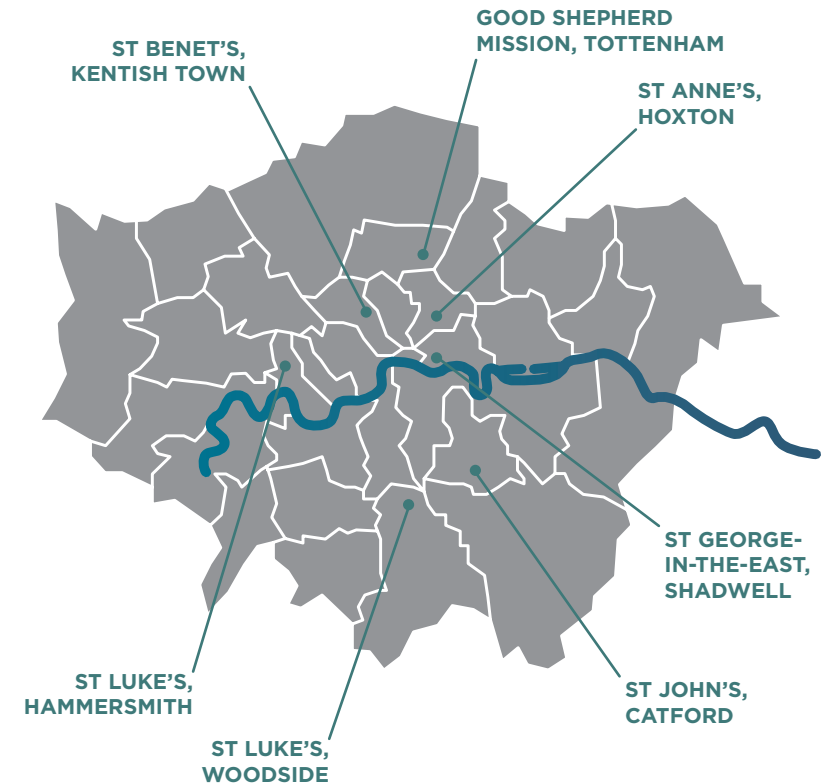 GOOD SHEPHERD
MISSION, TOTTENHAM
ST BENET’S,
KENTISH TOWN
ST ANNE’S,
HOXTON
ST GEORGE-
IN-THE-EAST,
SHADWELL
ST LUKE’S,
HAMMERSMITH
ST JOHN’S,
CATFORD
ST LUKE’S,
WOODSIDE